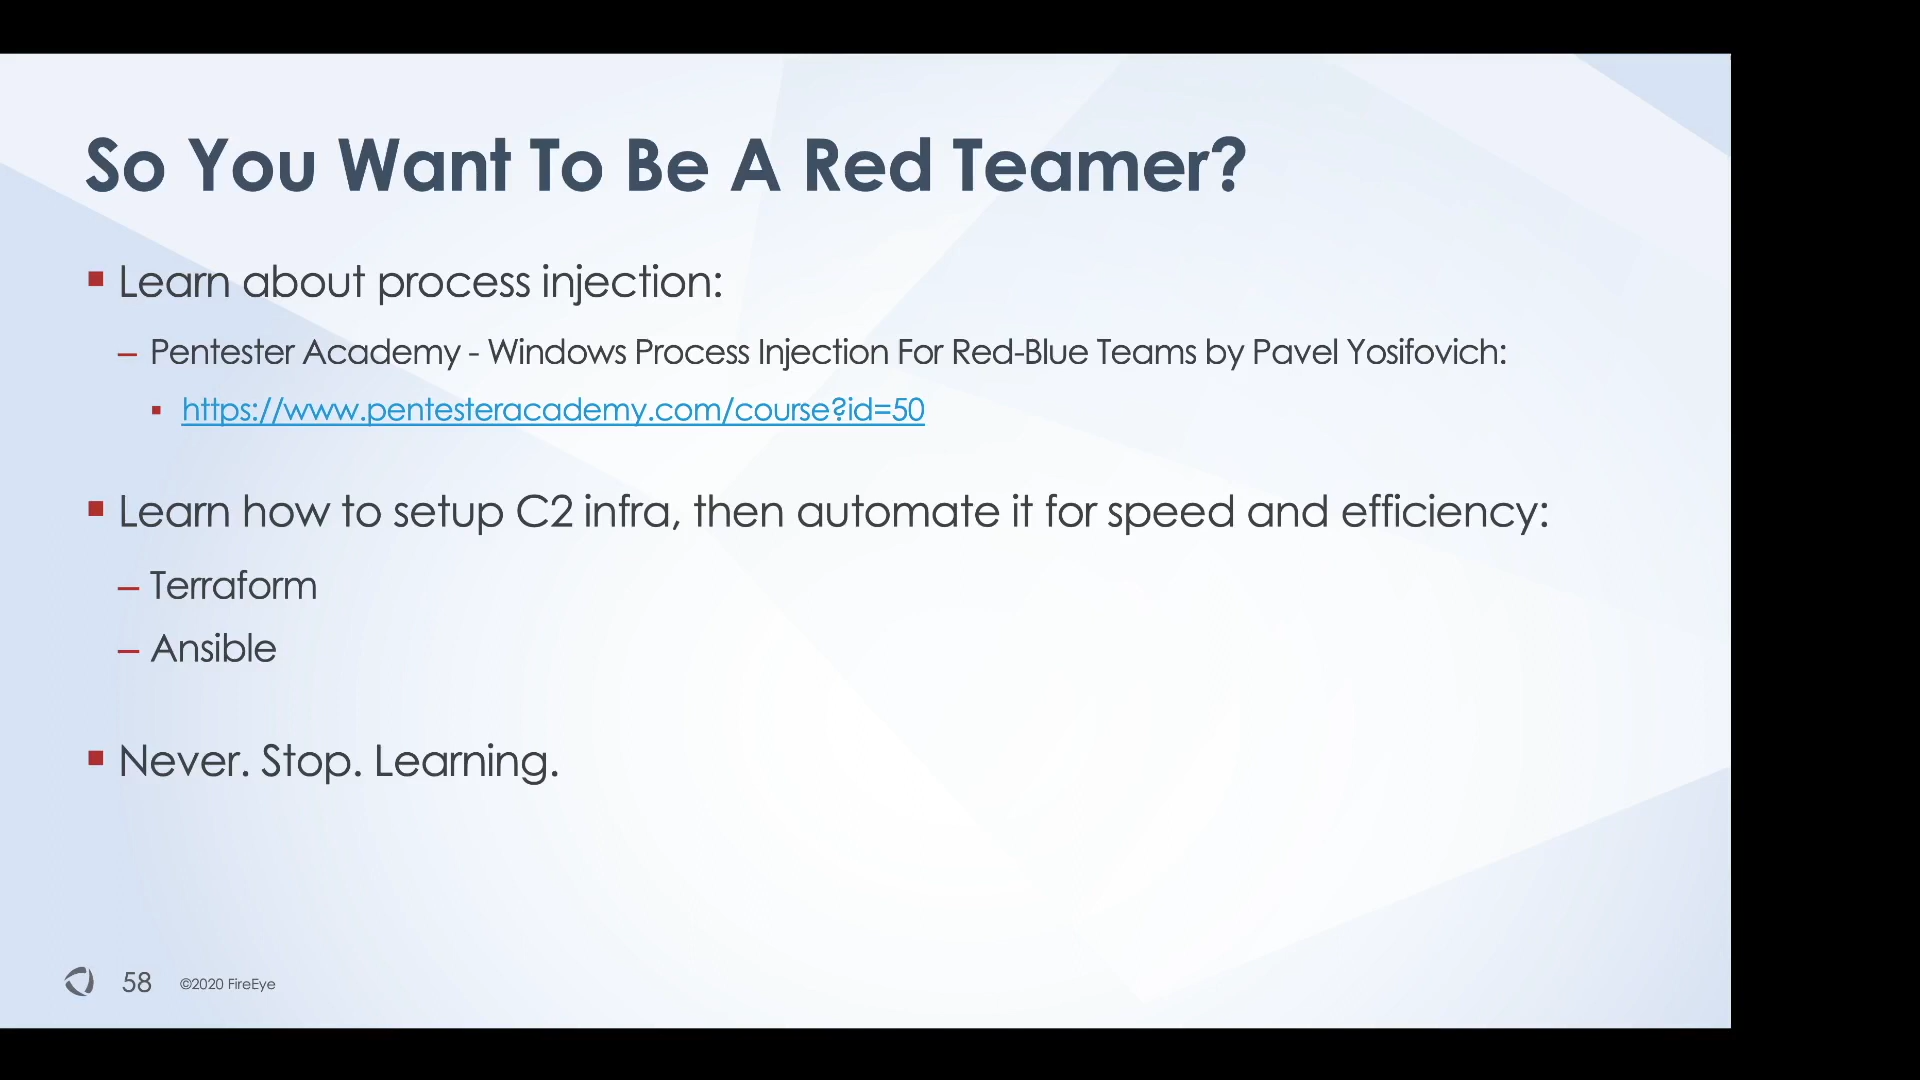 So You Want To Be A Red Teamer?
▪ Learn about process injection:
– Pentester Academy - Windows Process Injection For Red-Blue Teams by Pavel Yosifovich:
▪ https://www.pentesteracademy.com/course?id=50
▪ Learn how to setup C2 infra, then automate it for speed and efficiency:
– Terraform
– Ansible
▪ Never. Stop. Learning.
58 ©2020 FireEye